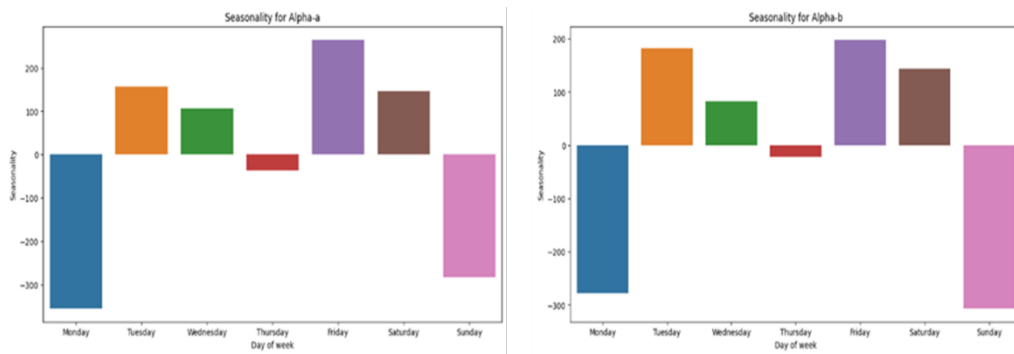 Seasonality for Alpha-a
200
100
0
−100
−200
−300
Seasonality
Monday Tuesday Wednesday Thursday Friday Saturday Sunday
Day of week
Seasonality for Alpha-b
200
100
0
−100
−200
−300
Seasonality
Monday Tuesday Wednesday Thursday Friday Saturday Sunday
Day of week